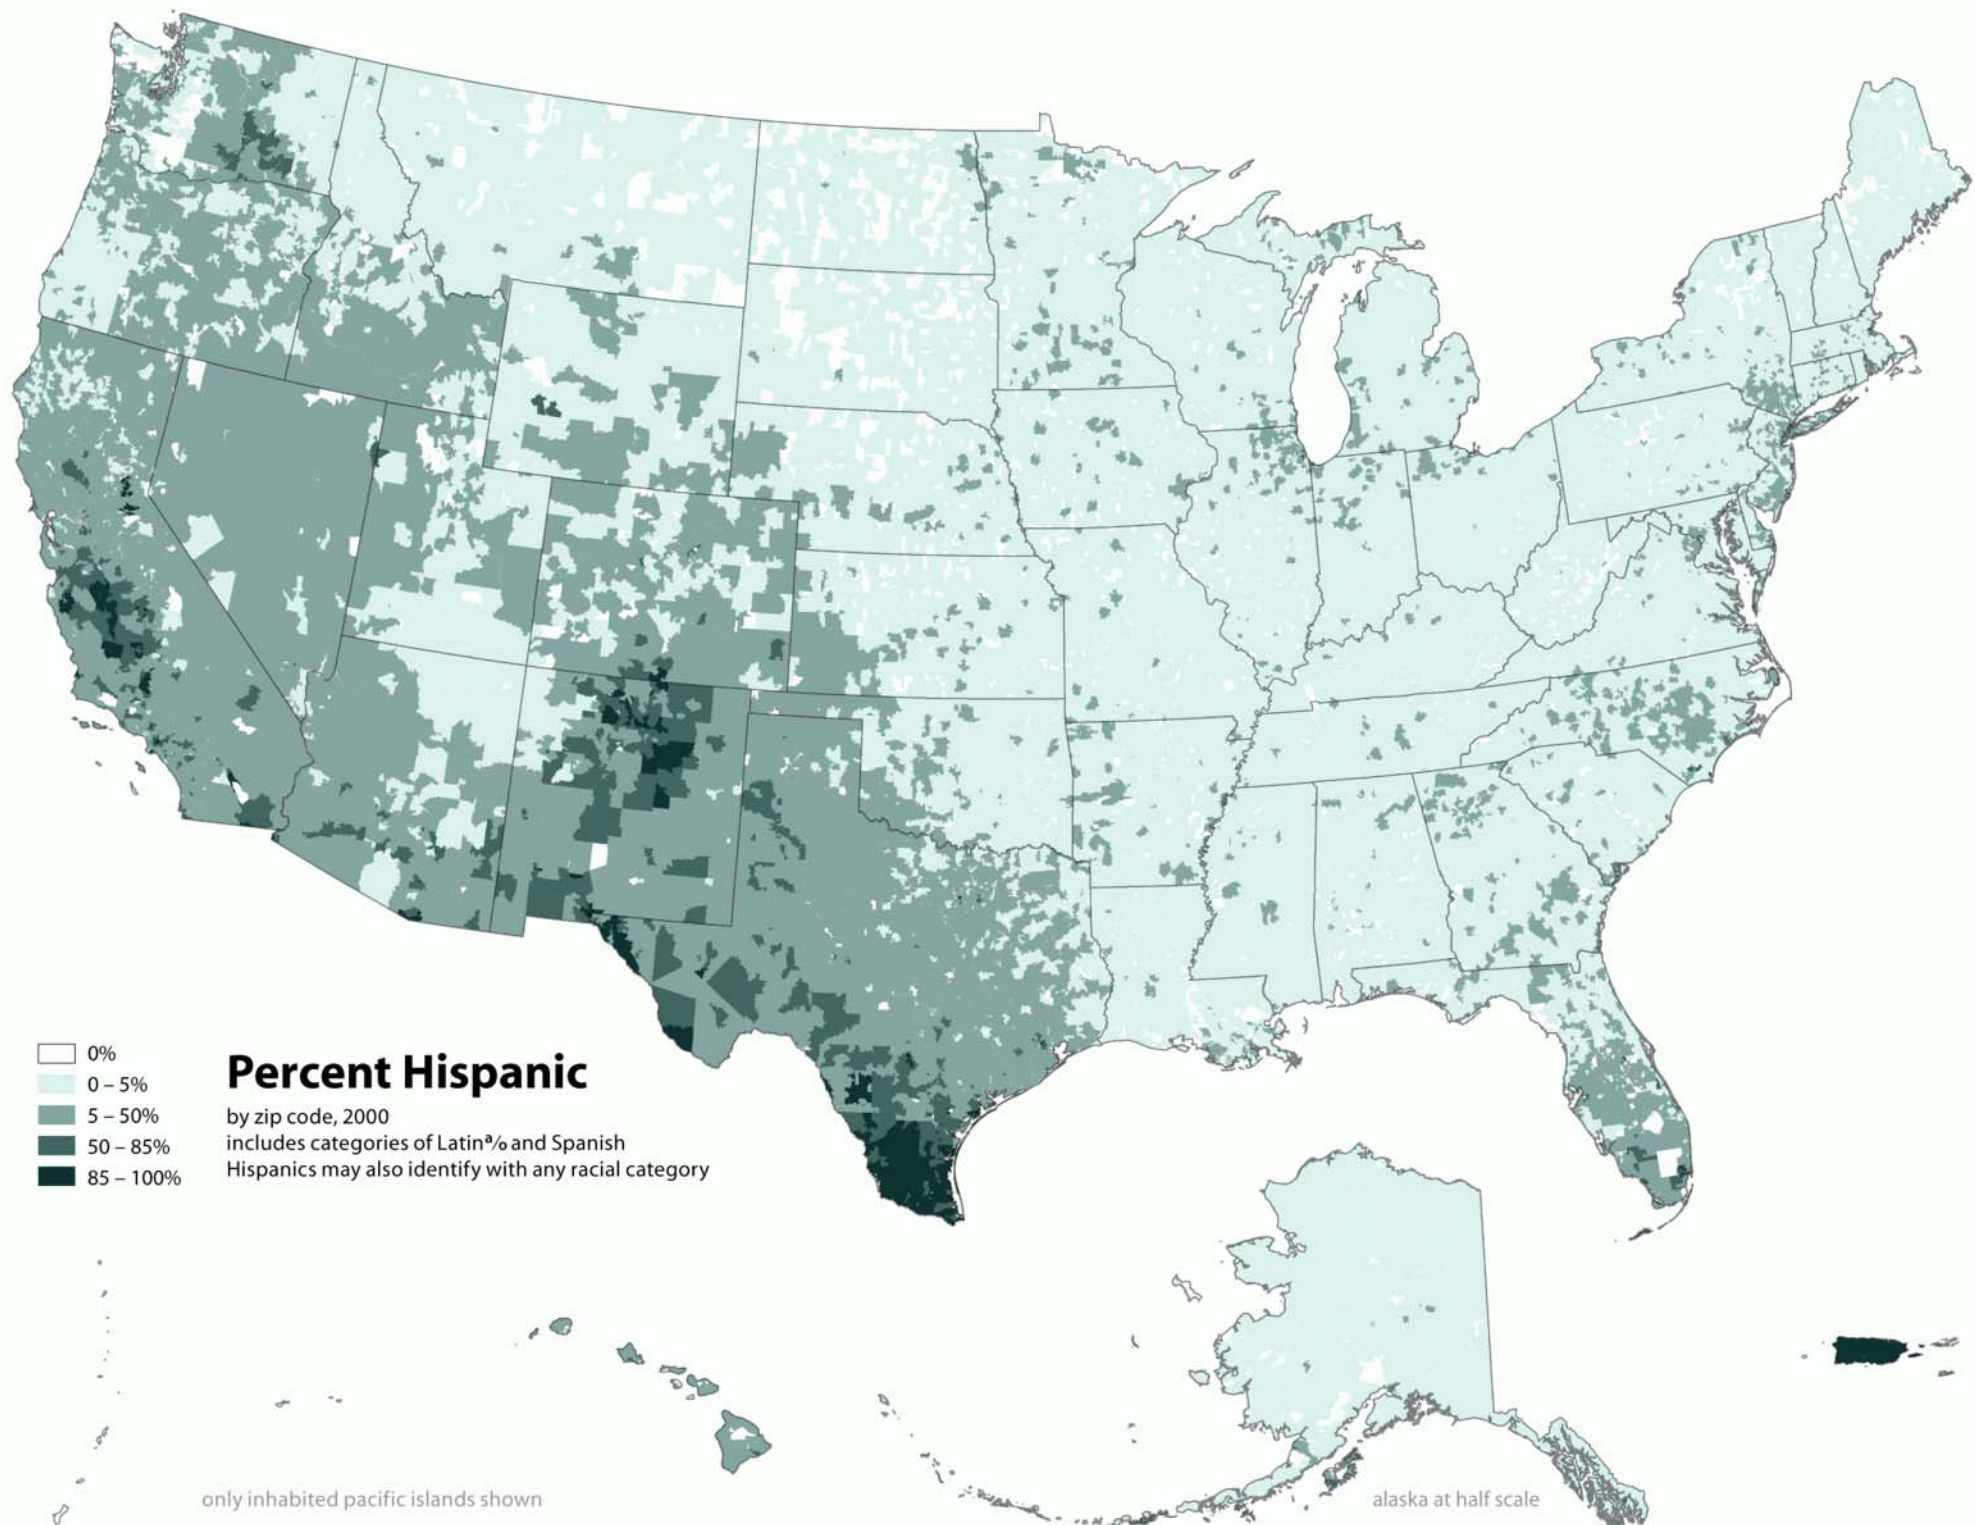 0%
0 – 5%
5 – 50%
50 – 85%
85 – 100%
Percent Hispanic
by zip code, 2000
includes categories of Latinª/o and Spanish
Hispanics may also identify with any racial category
only inhabited pacific islands shown
alaska at half scale